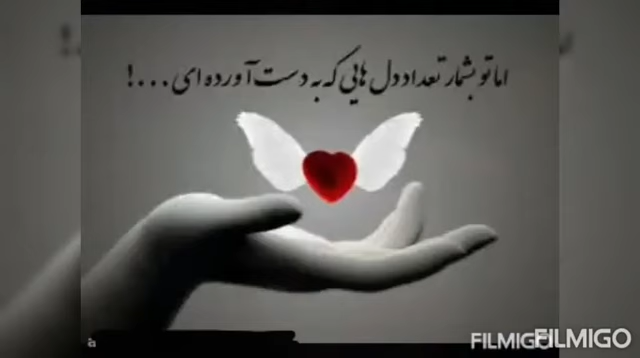 اما تو بشمار تعداد دل هایی که به دست آورده ای ...!
a
FILMIGO
FILMIGO